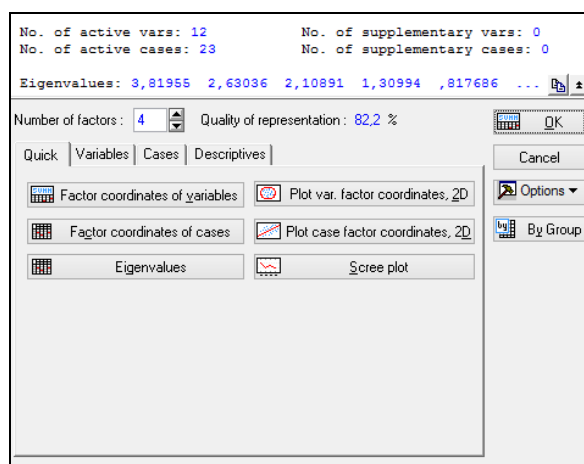 No. of active vars: 12 No. of supplementary vars: 0
No. of active cases: 23 No. of supplementary cases: 0
Eigenvalues: 3,81955 2,63036 2,10891 1,30994 ,817686 ...
Number of factors : 4 Quality of representation : 82,2 %
OK
Quick Variables Cases Descriptives
Cancel
Factor coordinates of variables Plot var. factor coordinates, 2D
Options
Factor coordinates of cases Plot case factor coordinates, 2D
By Group
Eigenvalues Scree plot